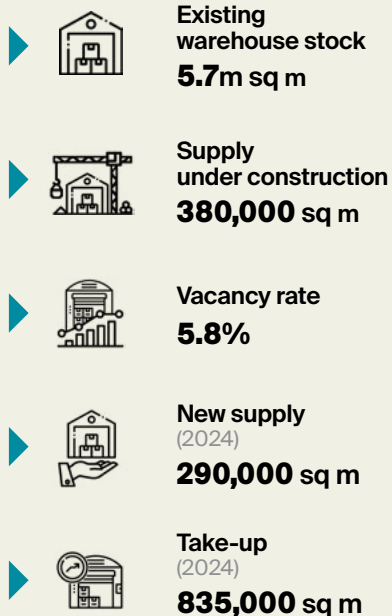 Existing
warehouse stock
5.7m sq m
Supply
under construction
380,000 sq m
Vacancy rate
5.8%
New supply
(2024)
290,000 sq m
Take-up
(2024)
835,000 sq m